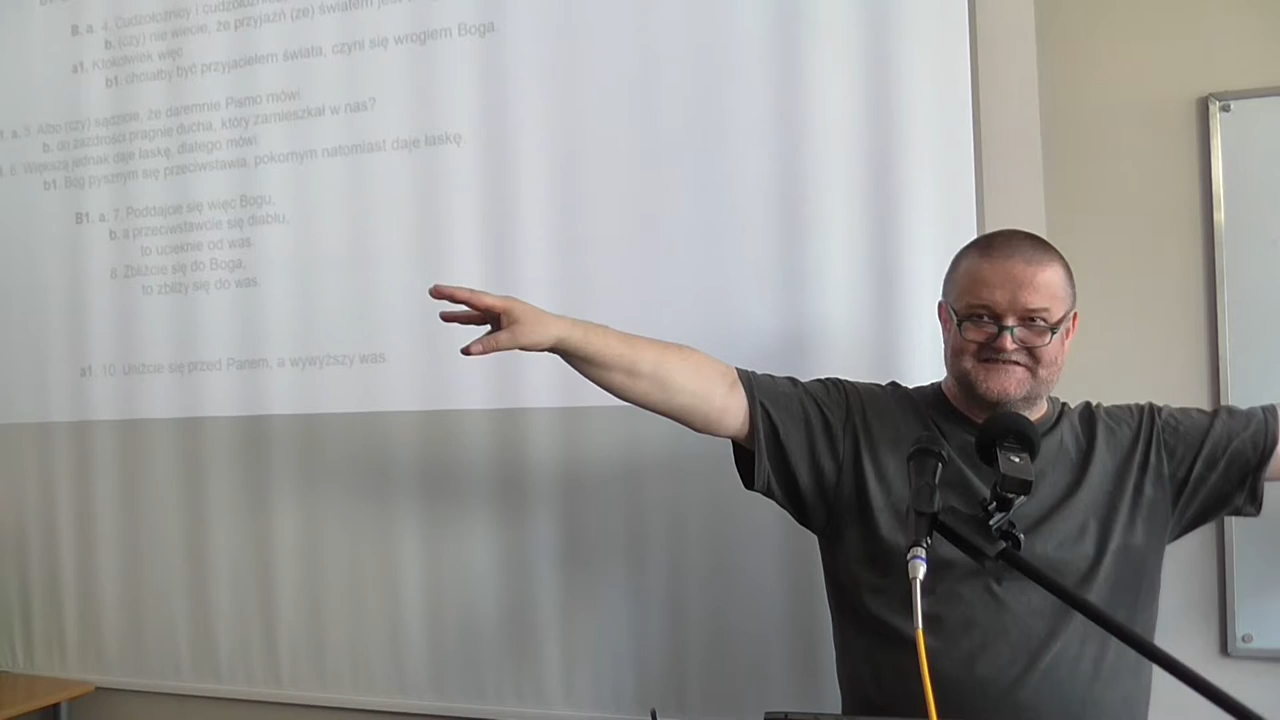 B. a. 4. Cudzołożnicy i cudzołożnice,
b. (czy) nie wiecie, że przyjaźń (ze) światem jest
a1. Ktokolwiek więc
b1. chciałby być przyjacielem świata, czyni się wrogiem Boga.
a. 5. Albo (czy) sądzicie, że daremnie Pismo mówi:
b. do zazdrości pragnie ducha, który zamieszkał w nas?
6. Większą jednak daje łaskę, dlatego mówi:
b1. Bóg pysznym się przeciwstawia, pokornym natomiast daje łaskę.
B1. a. 7. Poddajcie się więc Bogu,
b. a przeciwstawcie się diabłu,
to ucieknie od was.
8. Zbliżcie się do Boga,
to zbliży się do was.
a1. 10. Uniżcie się przed Panem, a wywyższy was.